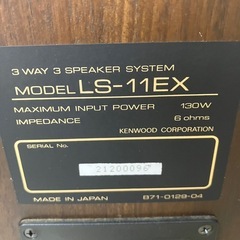 3 WAY 3 SPEAKER SYSTEM
MODEL LS-11EX
MAXIMUM INPUT POWER 130W
IMPEDANCE 6 ohms
KENWOOD CORPORATION
SERIAL No.
21200096
MADE IN JAPAN B71-0129-04